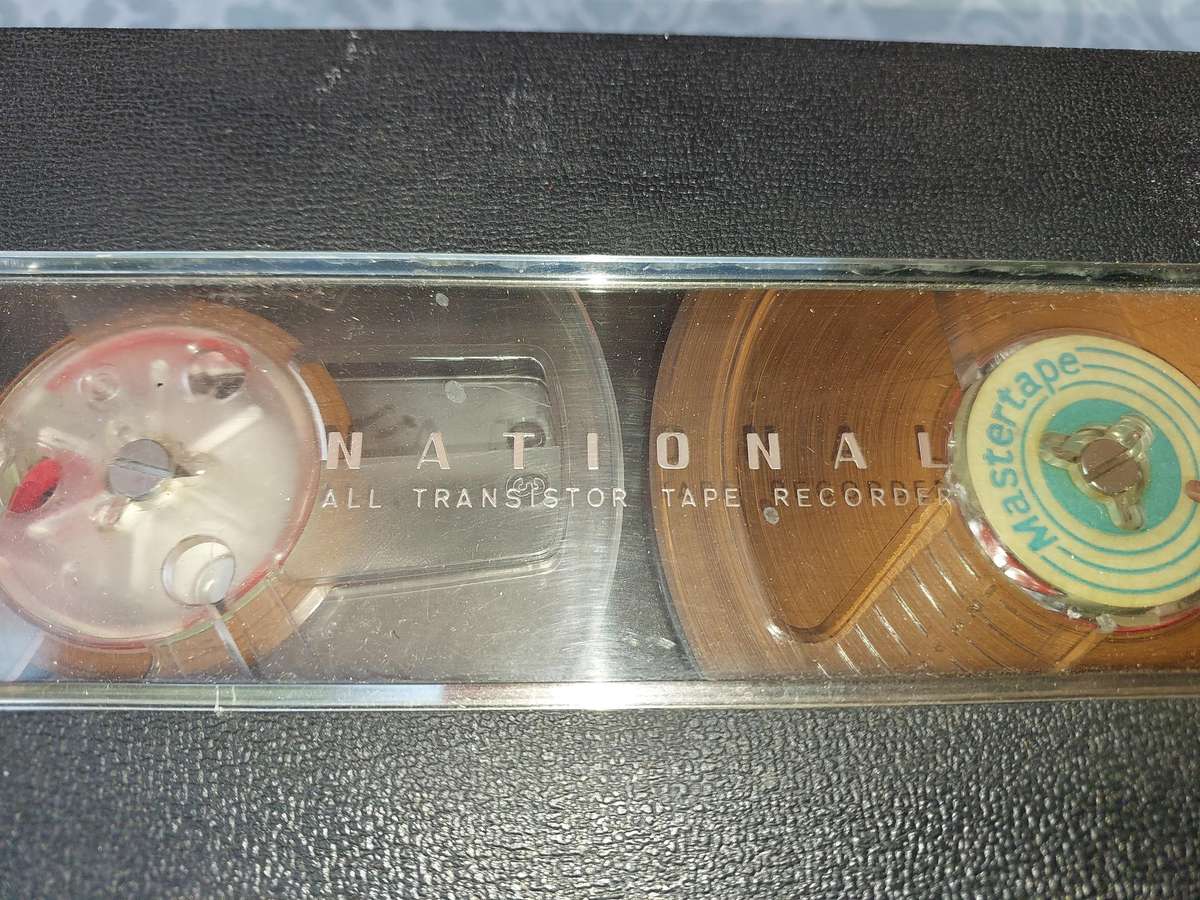 NATIONAL
ALL TRANSISTOR TAPE RECORDER
Mastertape